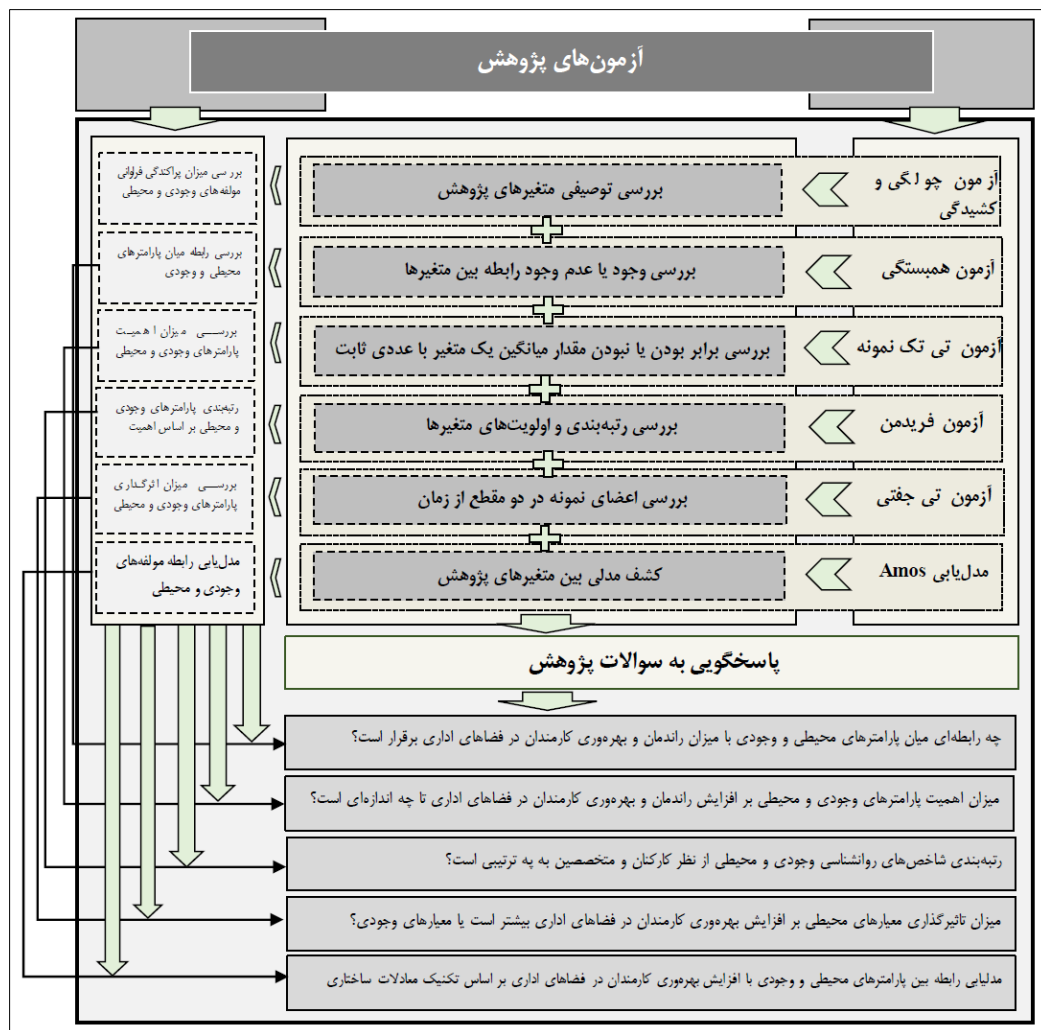 آزمون‌های پژوهش
آز مون چو لگی و
کشیدگی
بررسی توصیفی متغیرهای پژوهش
بررسی میزان پراکندگی فراوانی
مولفه‌های وجودی و محیطی
آزمون همبستگی
بررسی وجود یا عدم وجود رابطه بین متغیرها
بررسی رابطه میان پارامترهای
محیطی و وجودی
آزمون تی تک نمونه
بررسی برابر بودن یا نبودن مقدار میانگین یک متغیر با عددی ثابت
بررسی میزان اهمیت
پارامترهای وجودی و محیطی
آزمون فریدمن
بررسی رتبه‌بندی و اولویت‌های متغیرها
رتبه‌بندی پارامترهای وجودی
و محیطی بر اساس اهمیت
آزمون تی جفتی
بررسی اعضای نمونه در دو مقطع از زمان
بررسی میزان اثرگذاری
پارامترهای وجودی و محیطی
مدل‌یابی Amos
کشف مدلی بین متغیرهای پژوهش
مدل‌یابی رابطه مولفه‌های
وجودی و محیطی
پاسخگویی به سوالات پژوهش
چه رابطه‌ای میان پارامترهای محیطی و وجودی با میزان راندمان و بهره‌وری کارمندان در فضاهای اداری برقرار است؟
میزان اهمیت پارامترهای وجودی و محیطی بر افزایش راندمان و بهره‌وری کارمندان در فضاهای اداری تا چه اندازه‌ای است؟
رتبه‌بندی شاخص‌های روانشناسی وجودی و محیطی از نظر کارکنان و متخصصین به په ترتیبی است؟
میزان تاثیرگذاری معیارهای محیطی بر افزایش بهره‌وری کارمندان در فضاهای اداری بیشتر است یا معیارهای وجودی؟
مدلیابی رابطه بین پارامترهای محیطی و وجودی با افزایش بهره‌وری کارمندان در فضاهای اداری بر اساس تکنیک معادلات ساختاری